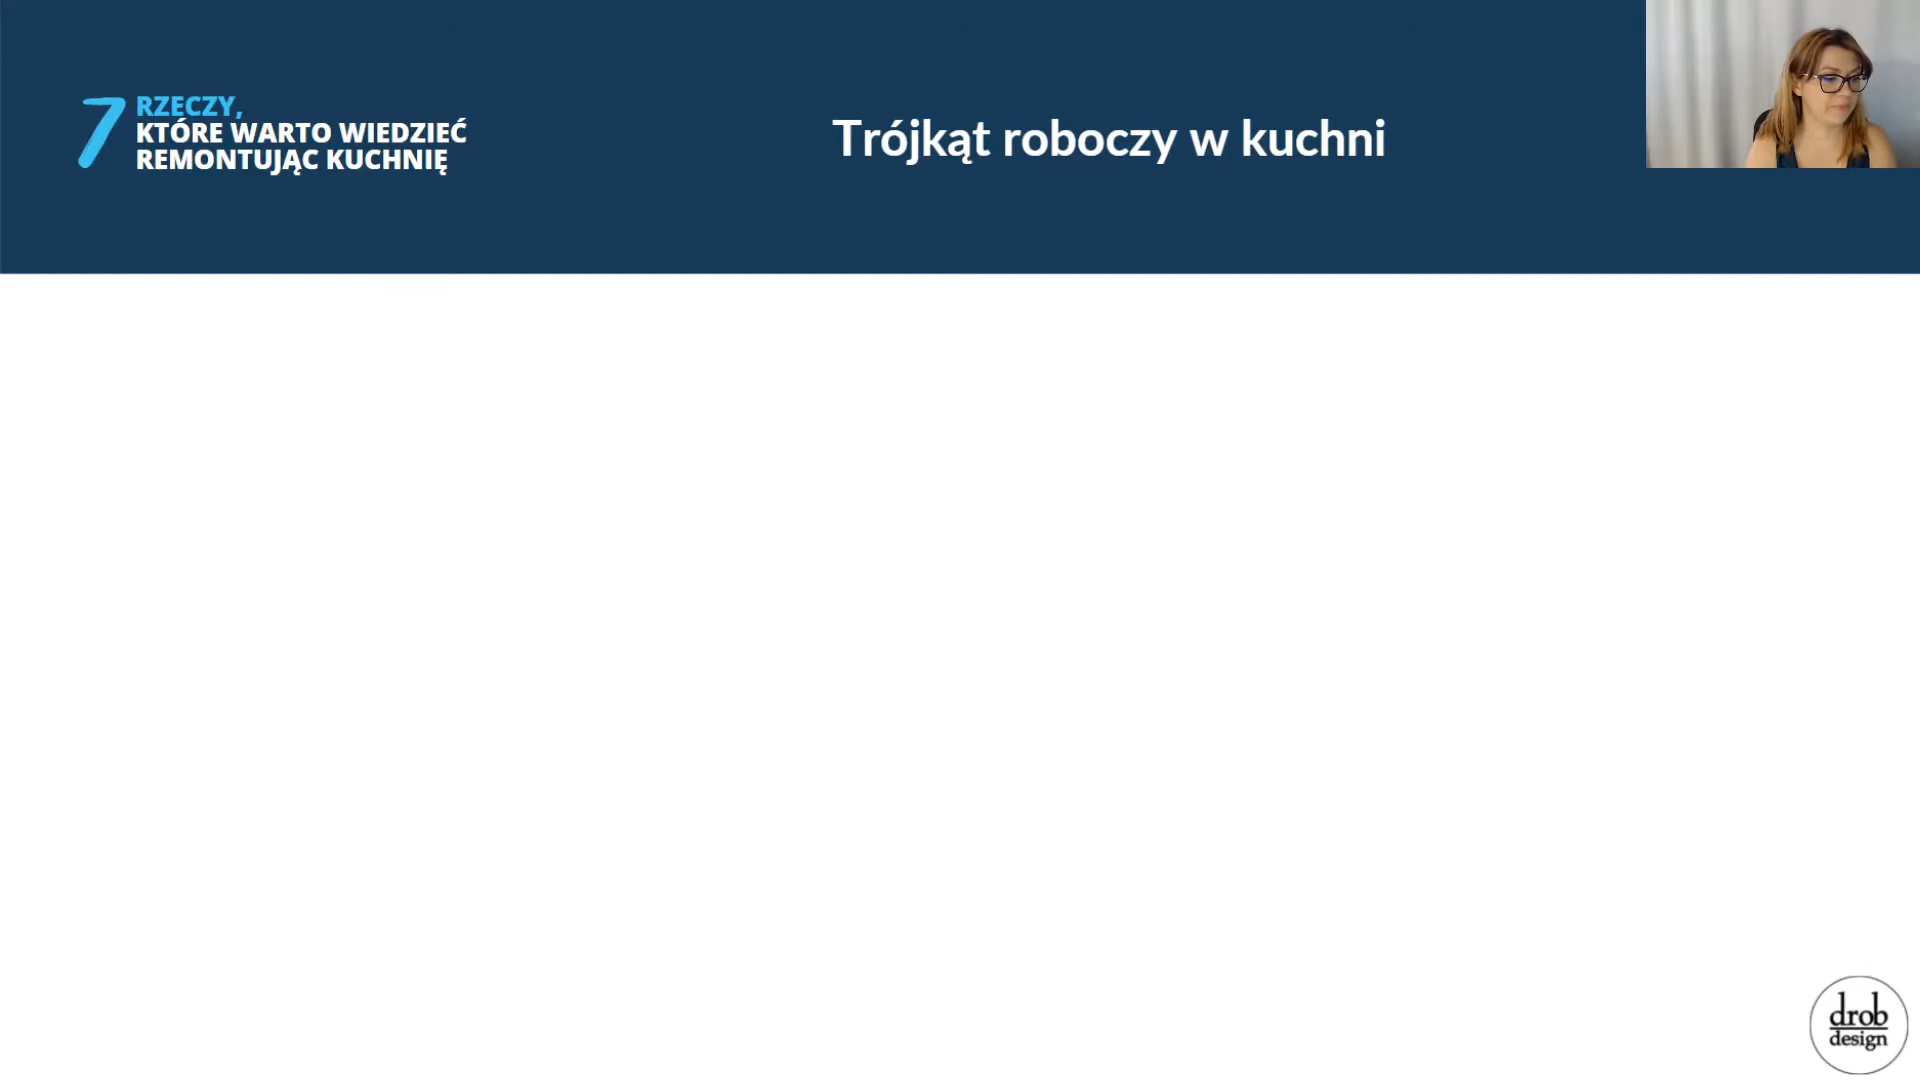 7 RZECZY,
KTÓRE WARTO WIEDZIEĆ
REMONTUJĄC KUCHNIĘ
Trójkąt roboczy w kuchni
drob
design